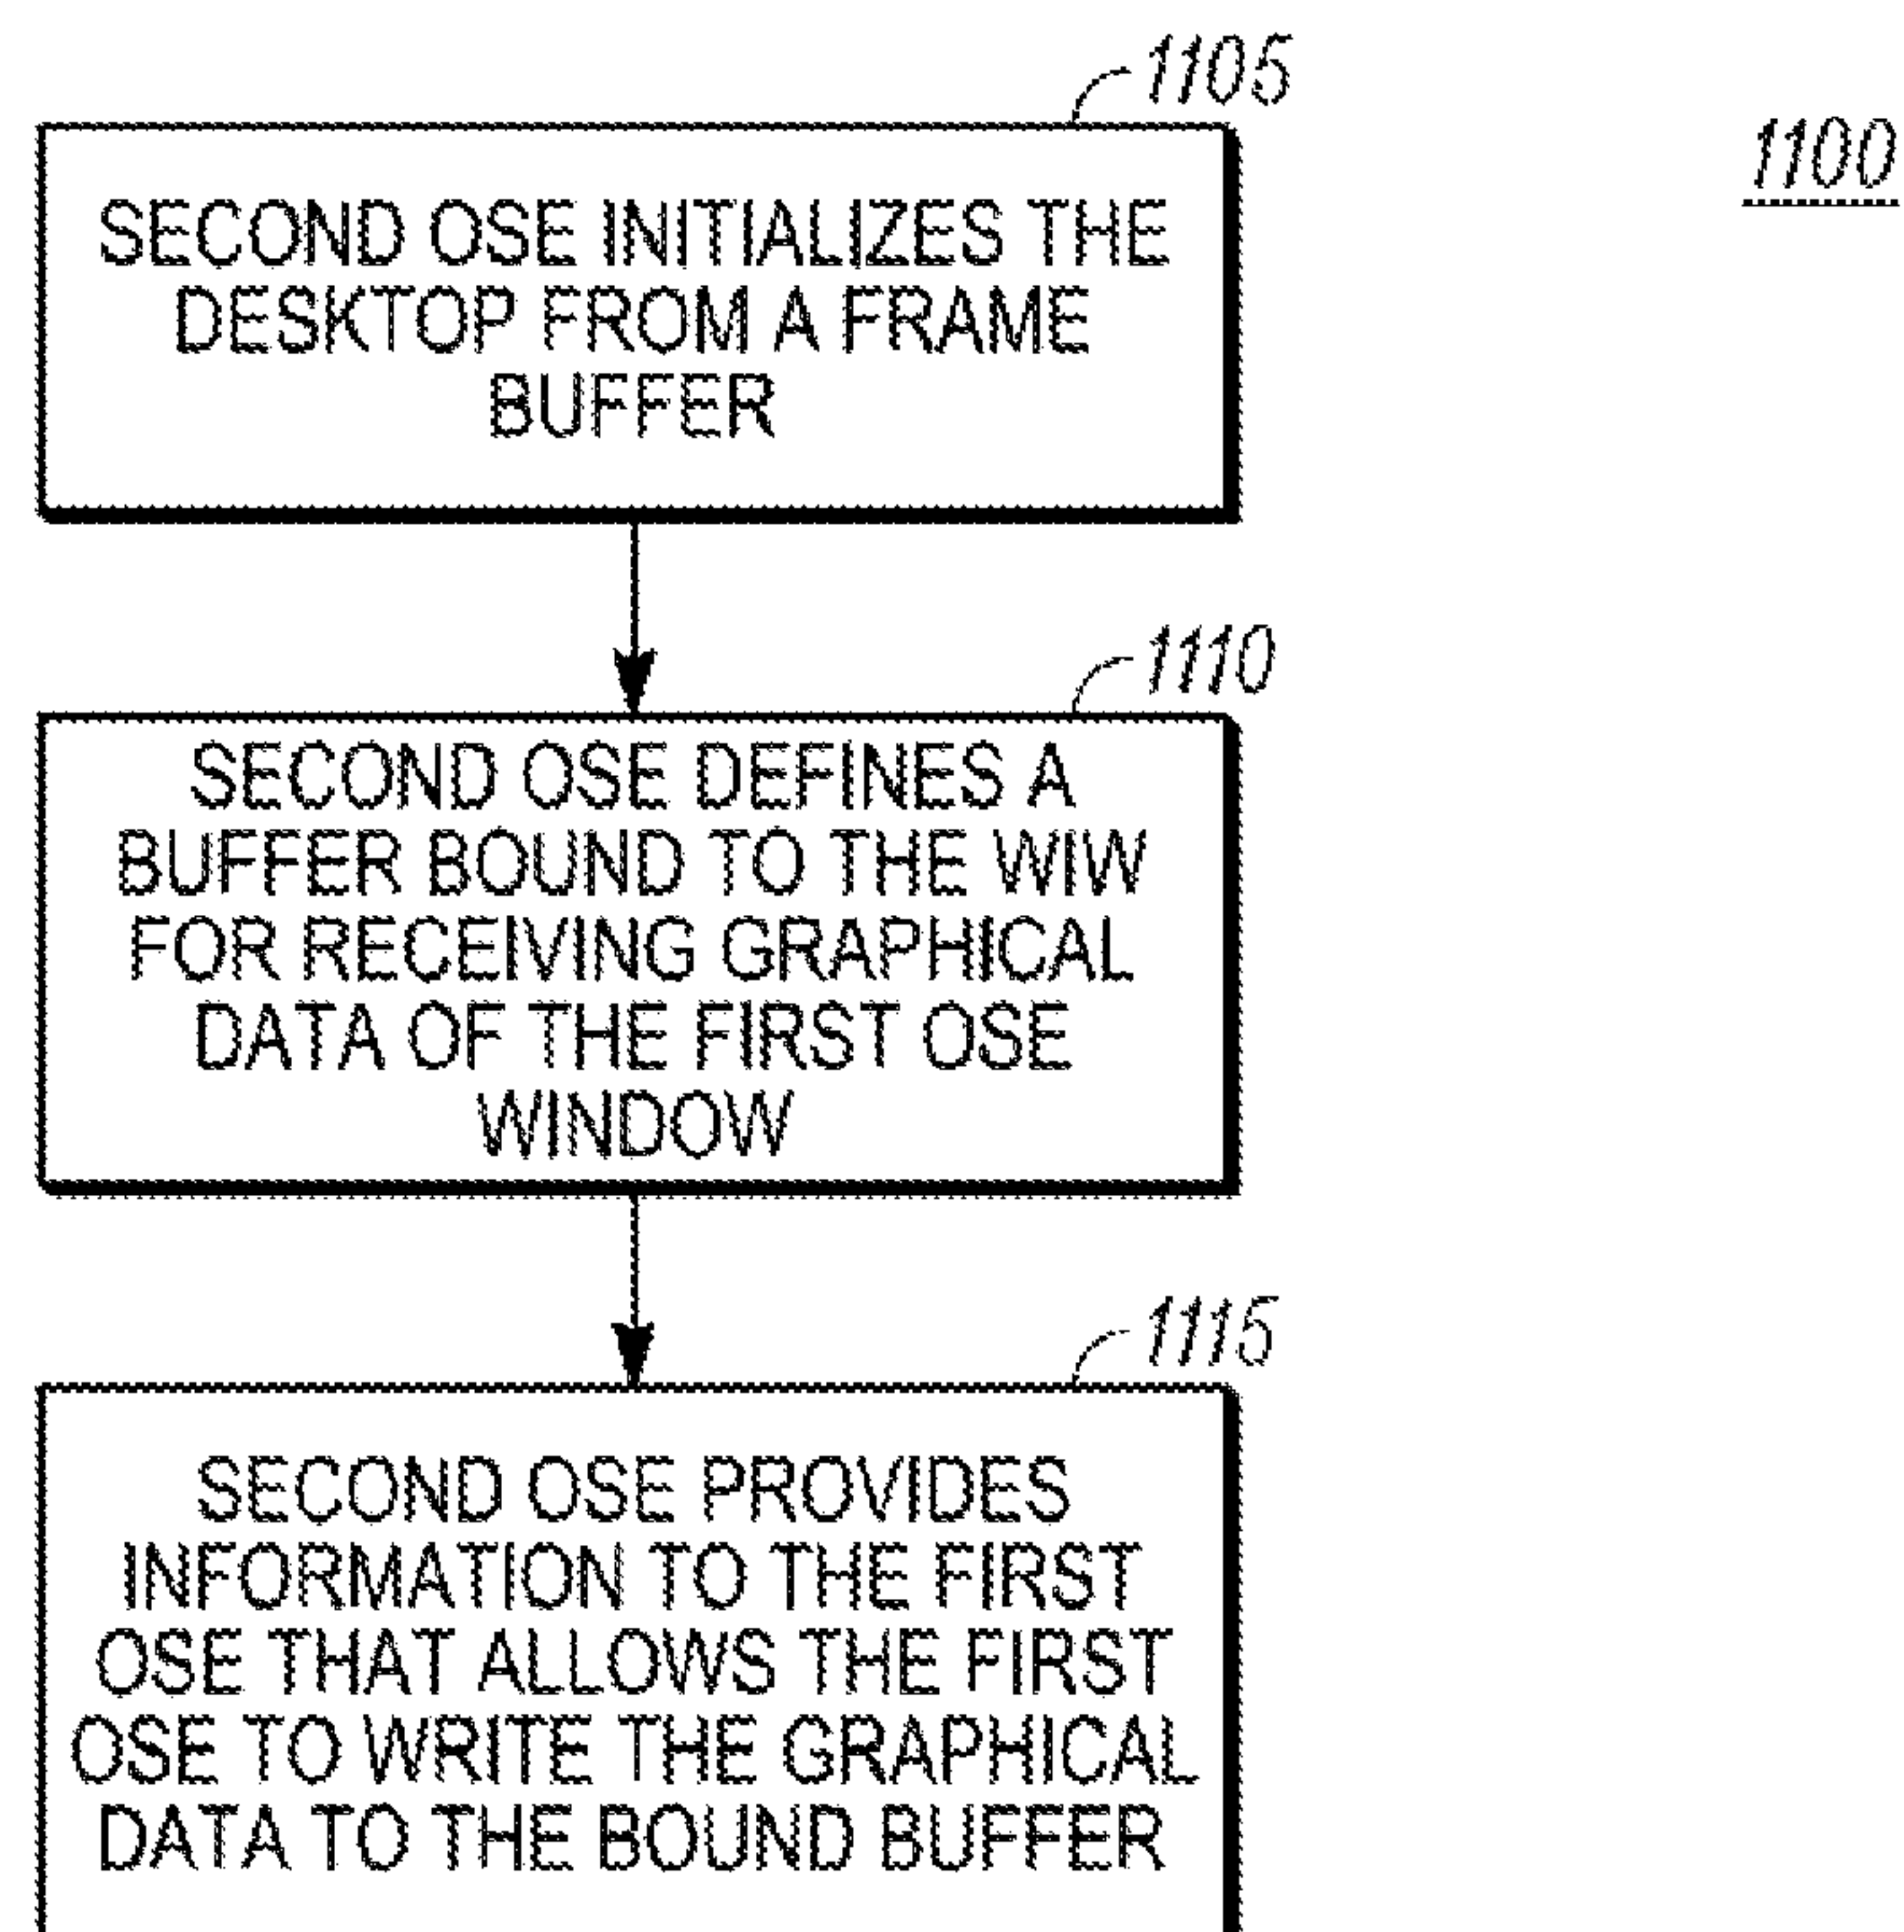 1105
1100
SECOND OSE INITIALIZES THE
DESKTOP FROM A FRAME
BUFFER
1110
SECOND OSE DEFINES A
BUFFER BOUND TO THE WIW
FOR RECEIVING GRAPHICAL
DATA OF THE FIRST OSE
WINDOW
1115
SECOND OSE PROVIDES
INFORMATION TO THE FIRST
OSE THAT ALLOWS THE FIRST
OSE TO WRITE THE GRAPHICAL
DATA TO THE BOUND BUFFER